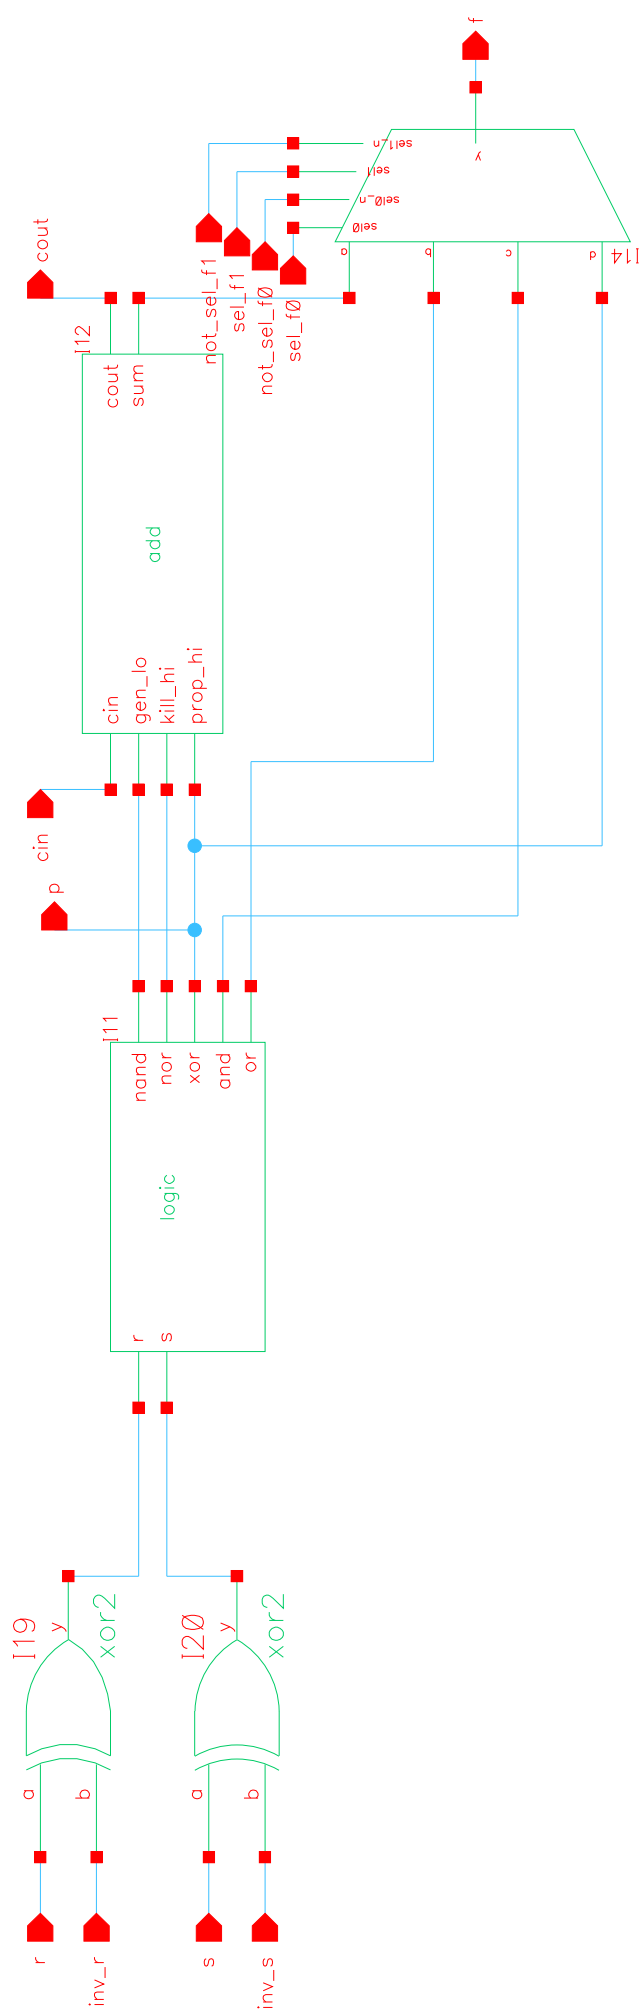 f
sel1_n
sel1
sel0_n
sel0
y
a
b
c
d
I14
cout
not_sel_f1
sel_f1
not_sel_f0
sel_f0
I12
cout
sum
add
cin
gen_lo
kill_hi
prop_hi
cin
p
I11
nand
nor
xor
and
or
logic
r
s
I19
y
xor2
I20
y
xor2
a
b
a
b
r
inv_r
s
inv_s